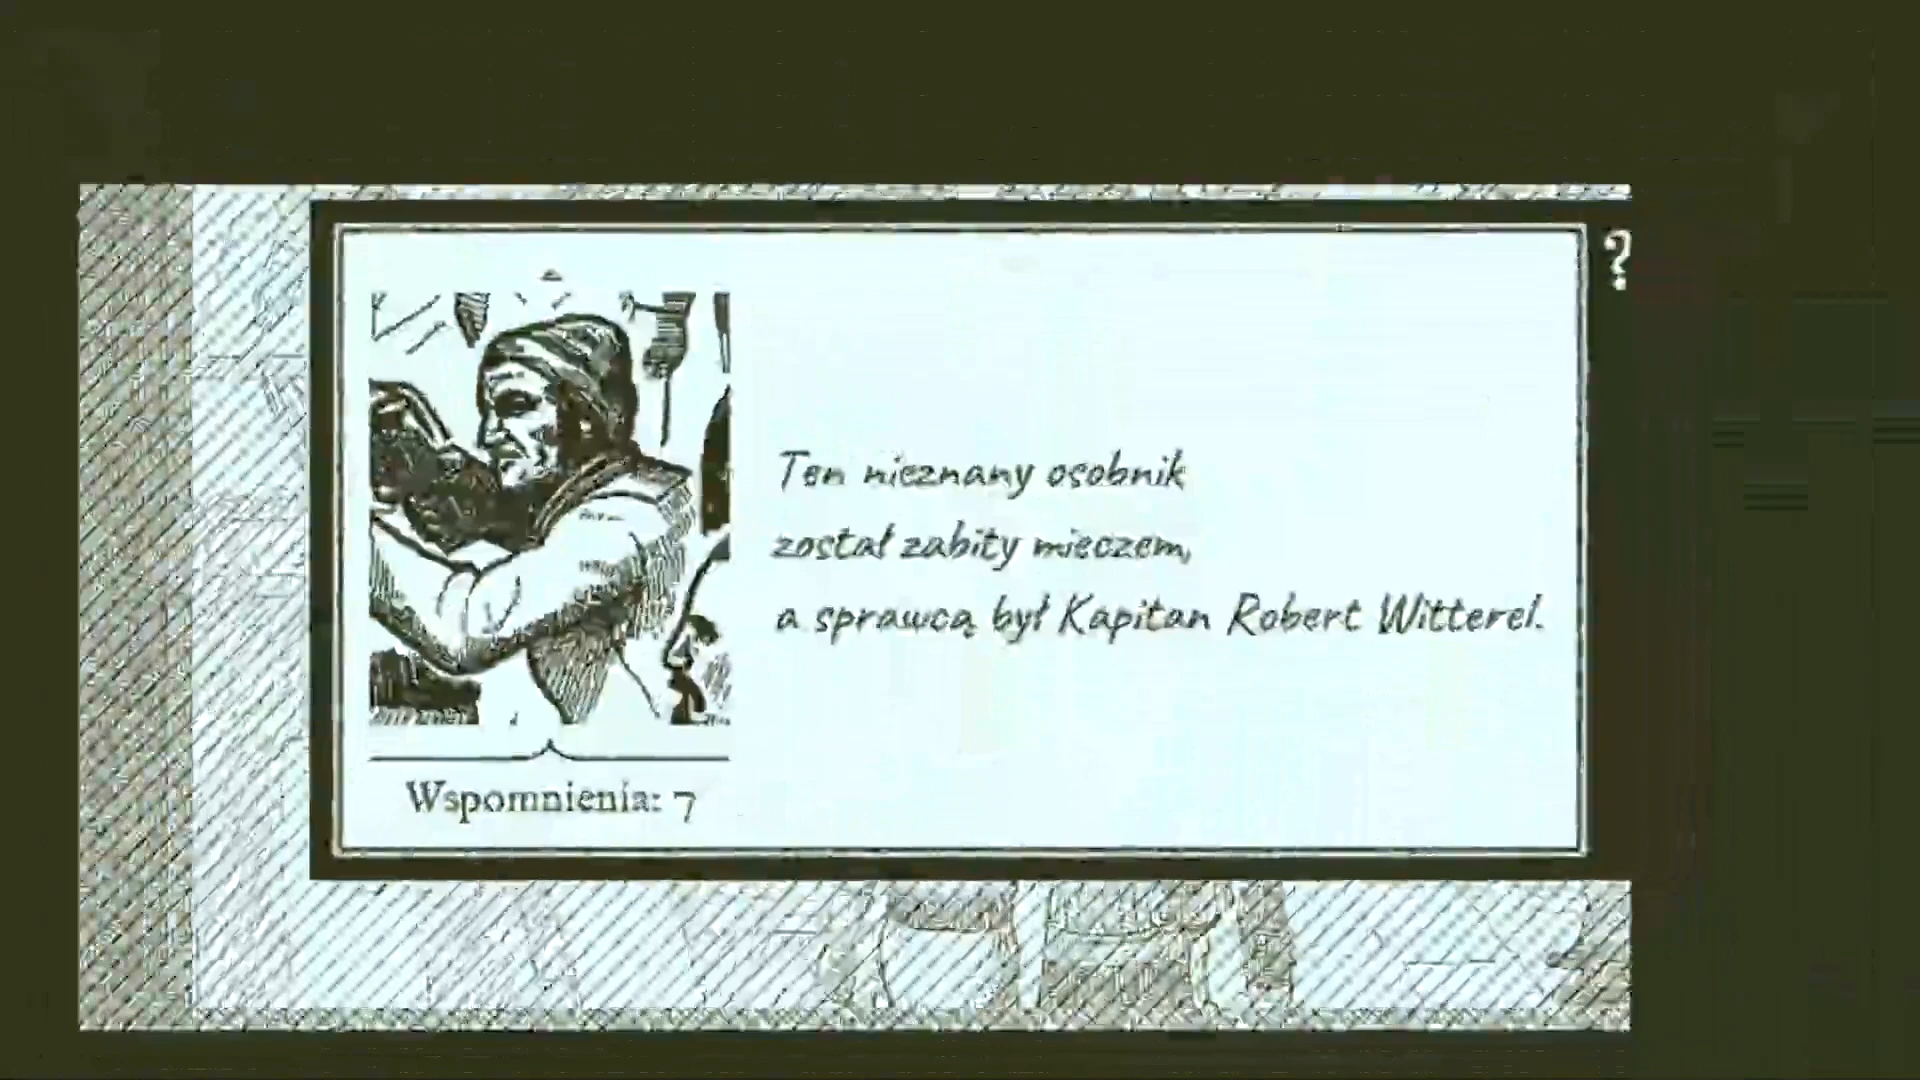 ?
Ten nieznany osobnik
został zabity mieczem,
a sprawcą był Kapitan Robert Witterel.
Wspomnienia: 7